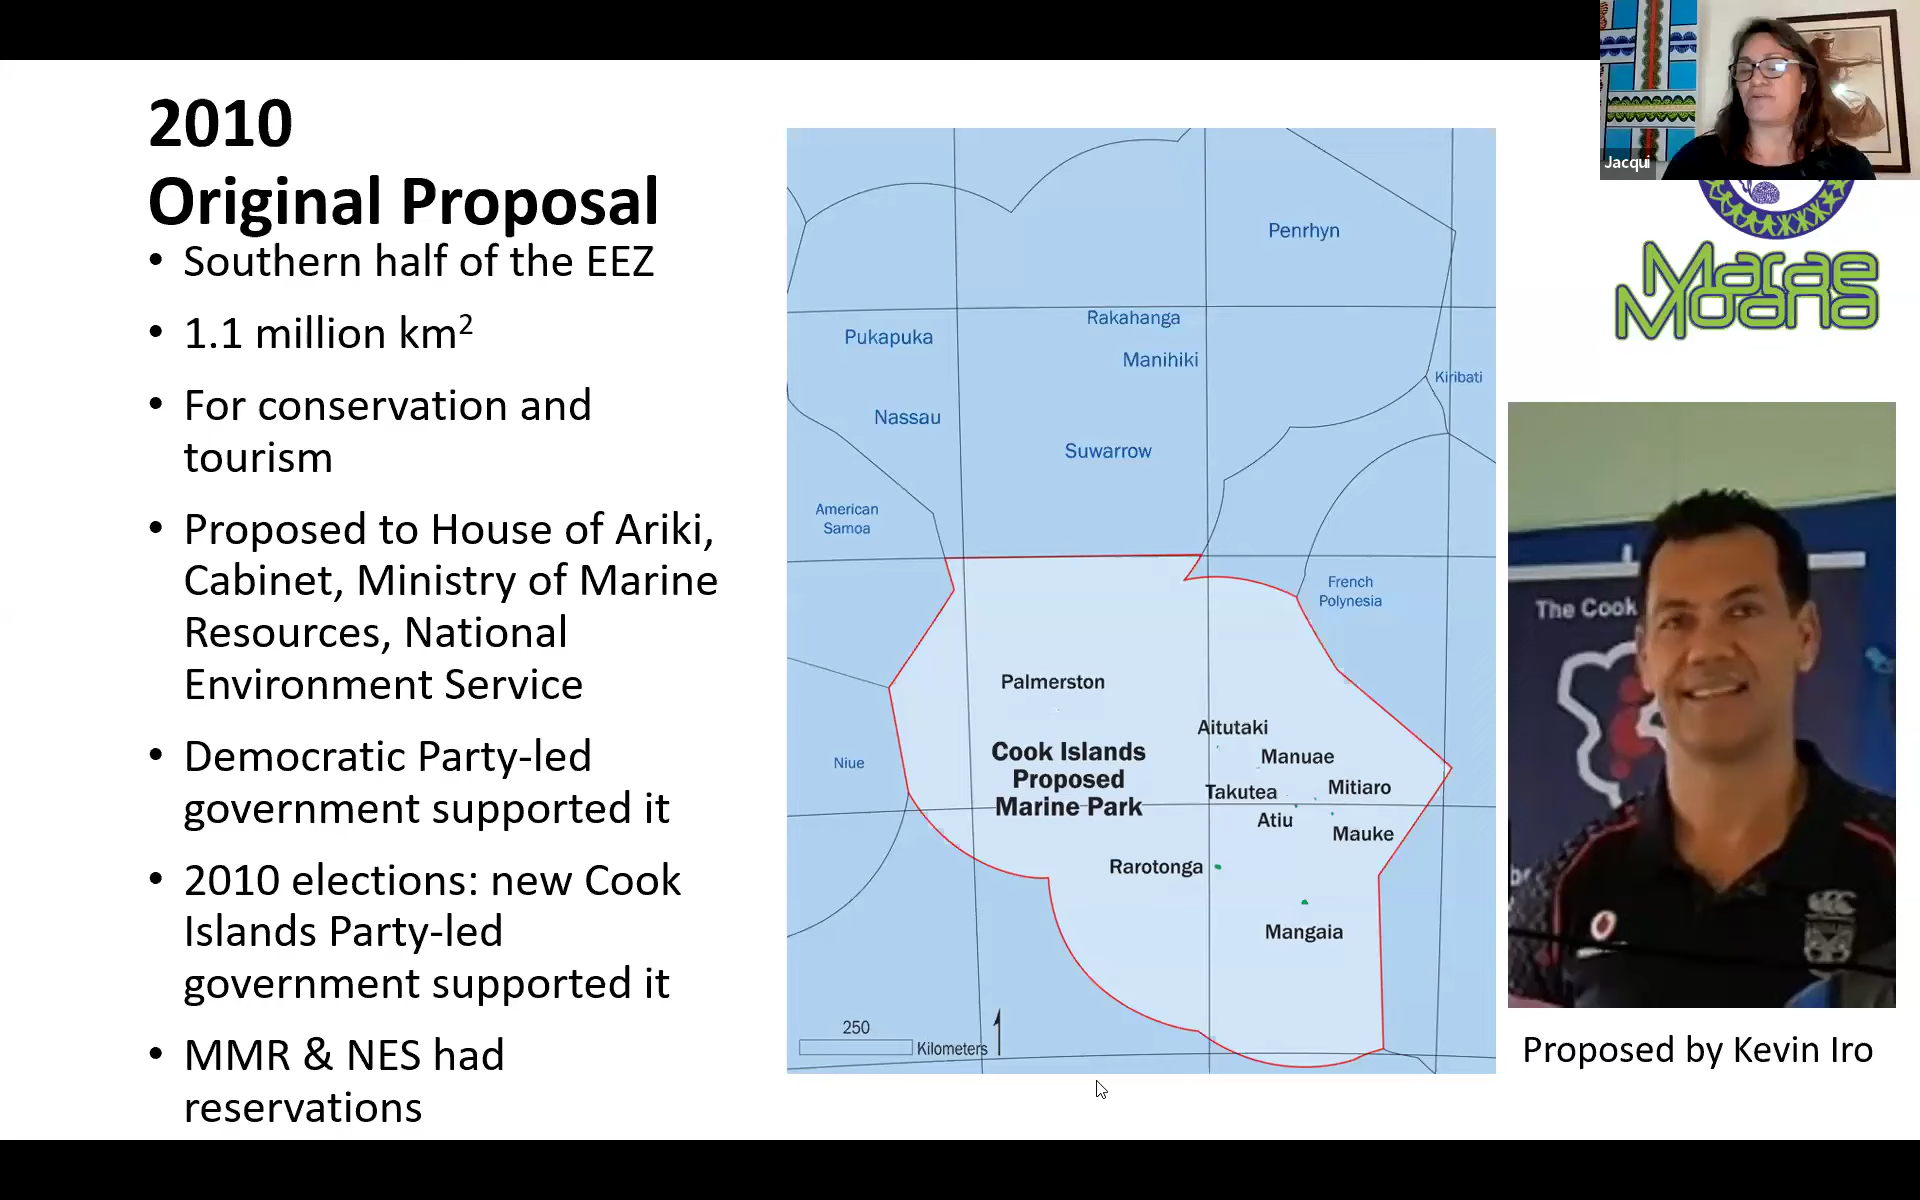 2010
Original Proposal
• Southern half of the EEZ
• 1.1 million km²
• For conservation and
tourism
• Proposed to House of Ariki,
Cabinet, Ministry of Marine
Resources, National
Environment Service
• Democratic Party-led
government supported it
• 2010 elections: new Cook
Islands Party-led
government supported it
• MMR & NES had
reservations
Penrhyn
Rakahanga
Pukapuka
Manihiki
Kiribati
Nassau
Suwarrow
American
Samoa
French
Polynesia
Palmerston
Aitutaki
Cook Islands
Proposed
Marine Park
Manuae
Niue
Takutea
Mitiaro
Atiu
Mauke
Rarotonga
Mangaia
250
Kilometers
Jacqui
Marae
Moana
The Cook
Proposed by Kevin Iro